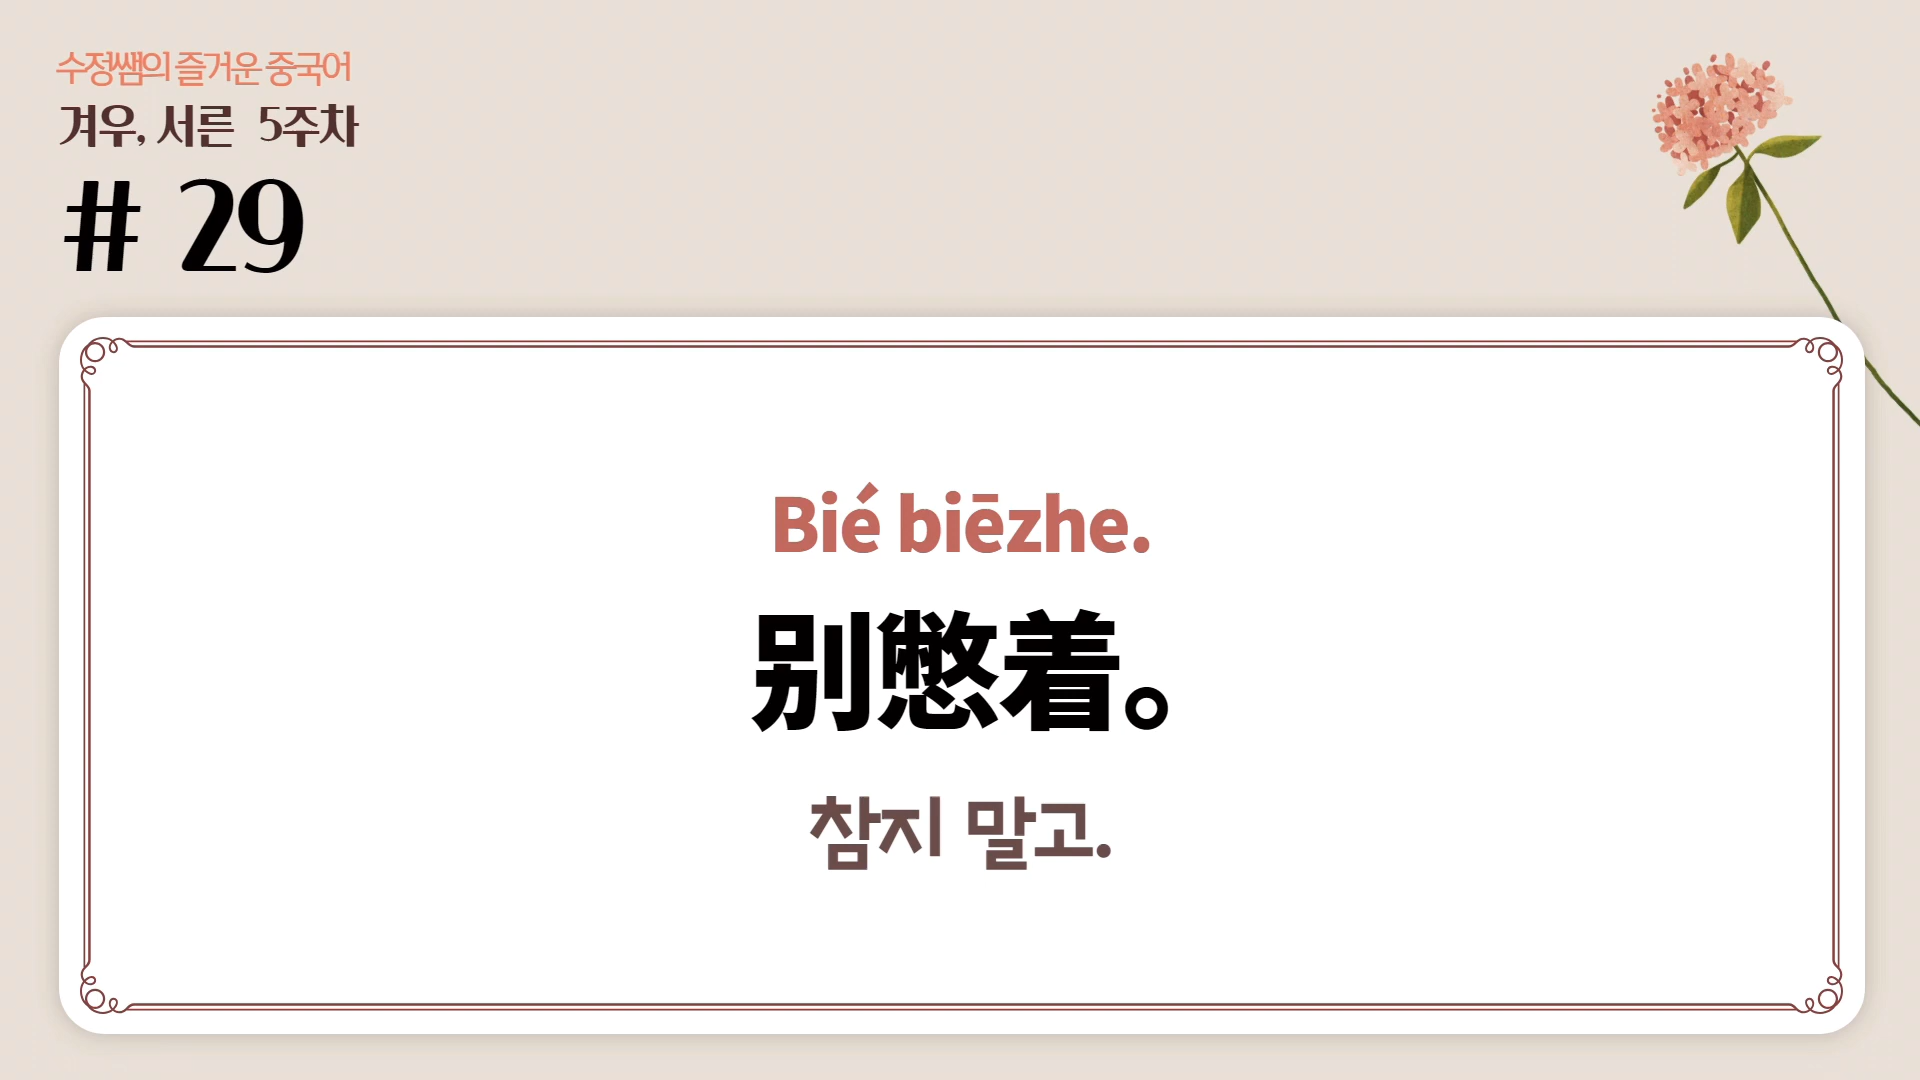 수정쌤의 즐거운 중국어
겨우, 서른 5주차
# 29
Bié biēzhe.
别憋着。
참지 말고.